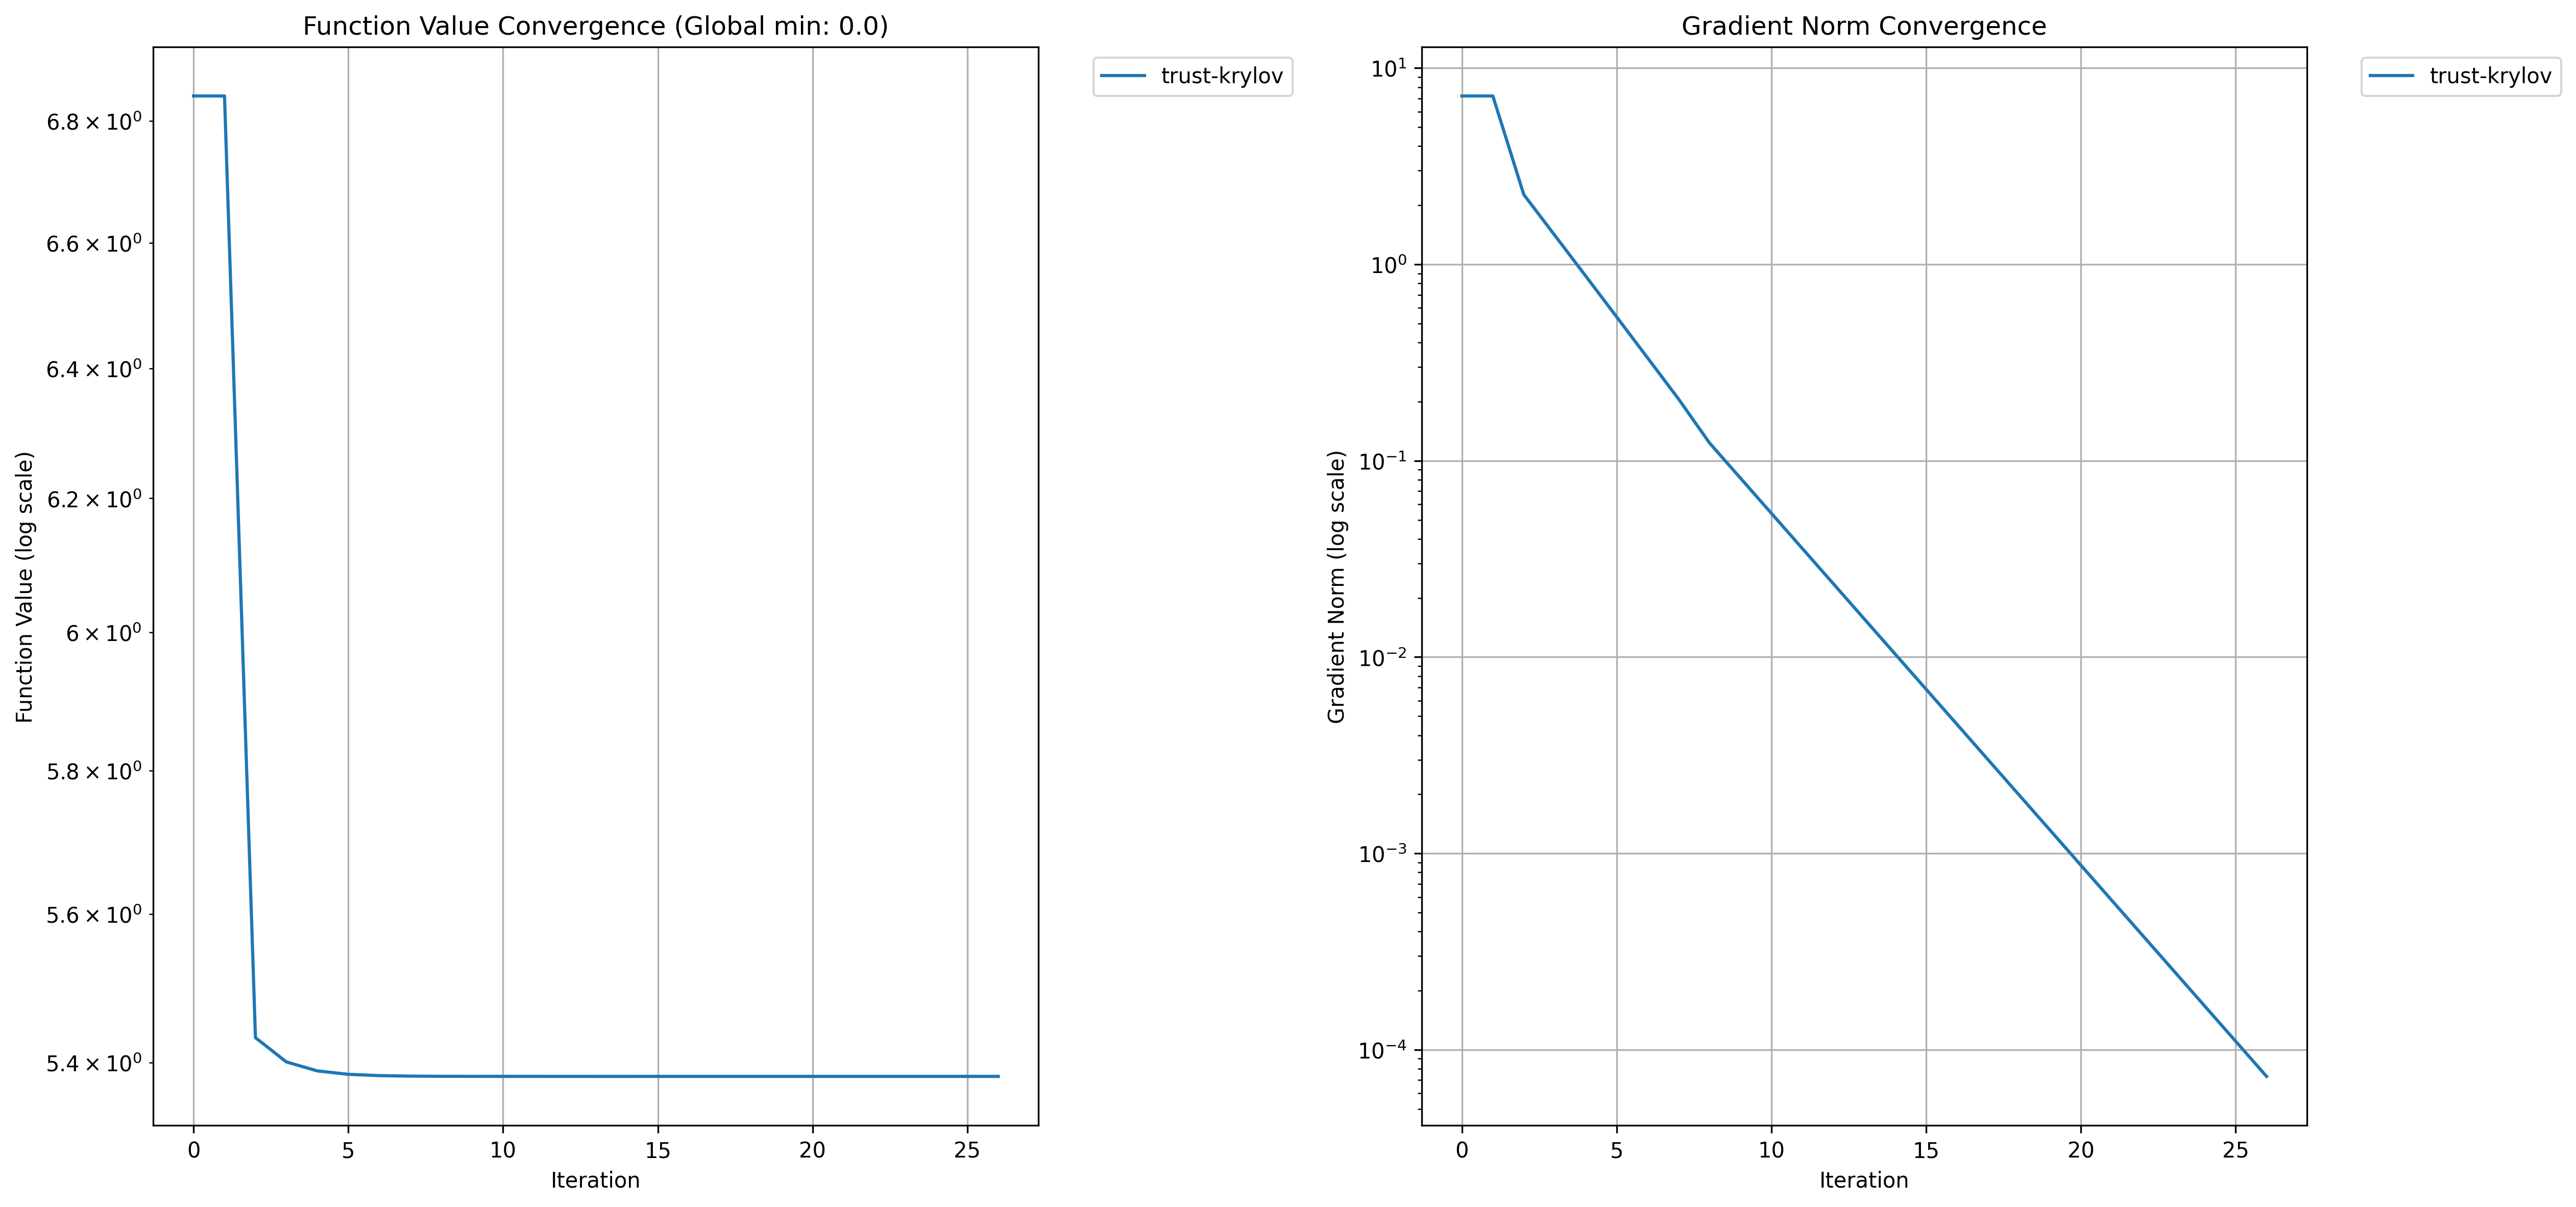 Function Value Convergence (Global min: 0.0)
trust-krylov
6.8 × 10⁰
6.6 × 10⁰
6.4 × 10⁰
6.2 × 10⁰
6 × 10⁰
5.8 × 10⁰
5.6 × 10⁰
5.4 × 10⁰
Function Value (log scale)
0 5 10 15 20 25
Iteration
Gradient Norm Convergence
trust-krylov
10¹
10⁰
10⁻¹
10⁻²
10⁻³
10⁻⁴
Gradient Norm (log scale)
0 5 10 15 20 25
Iteration